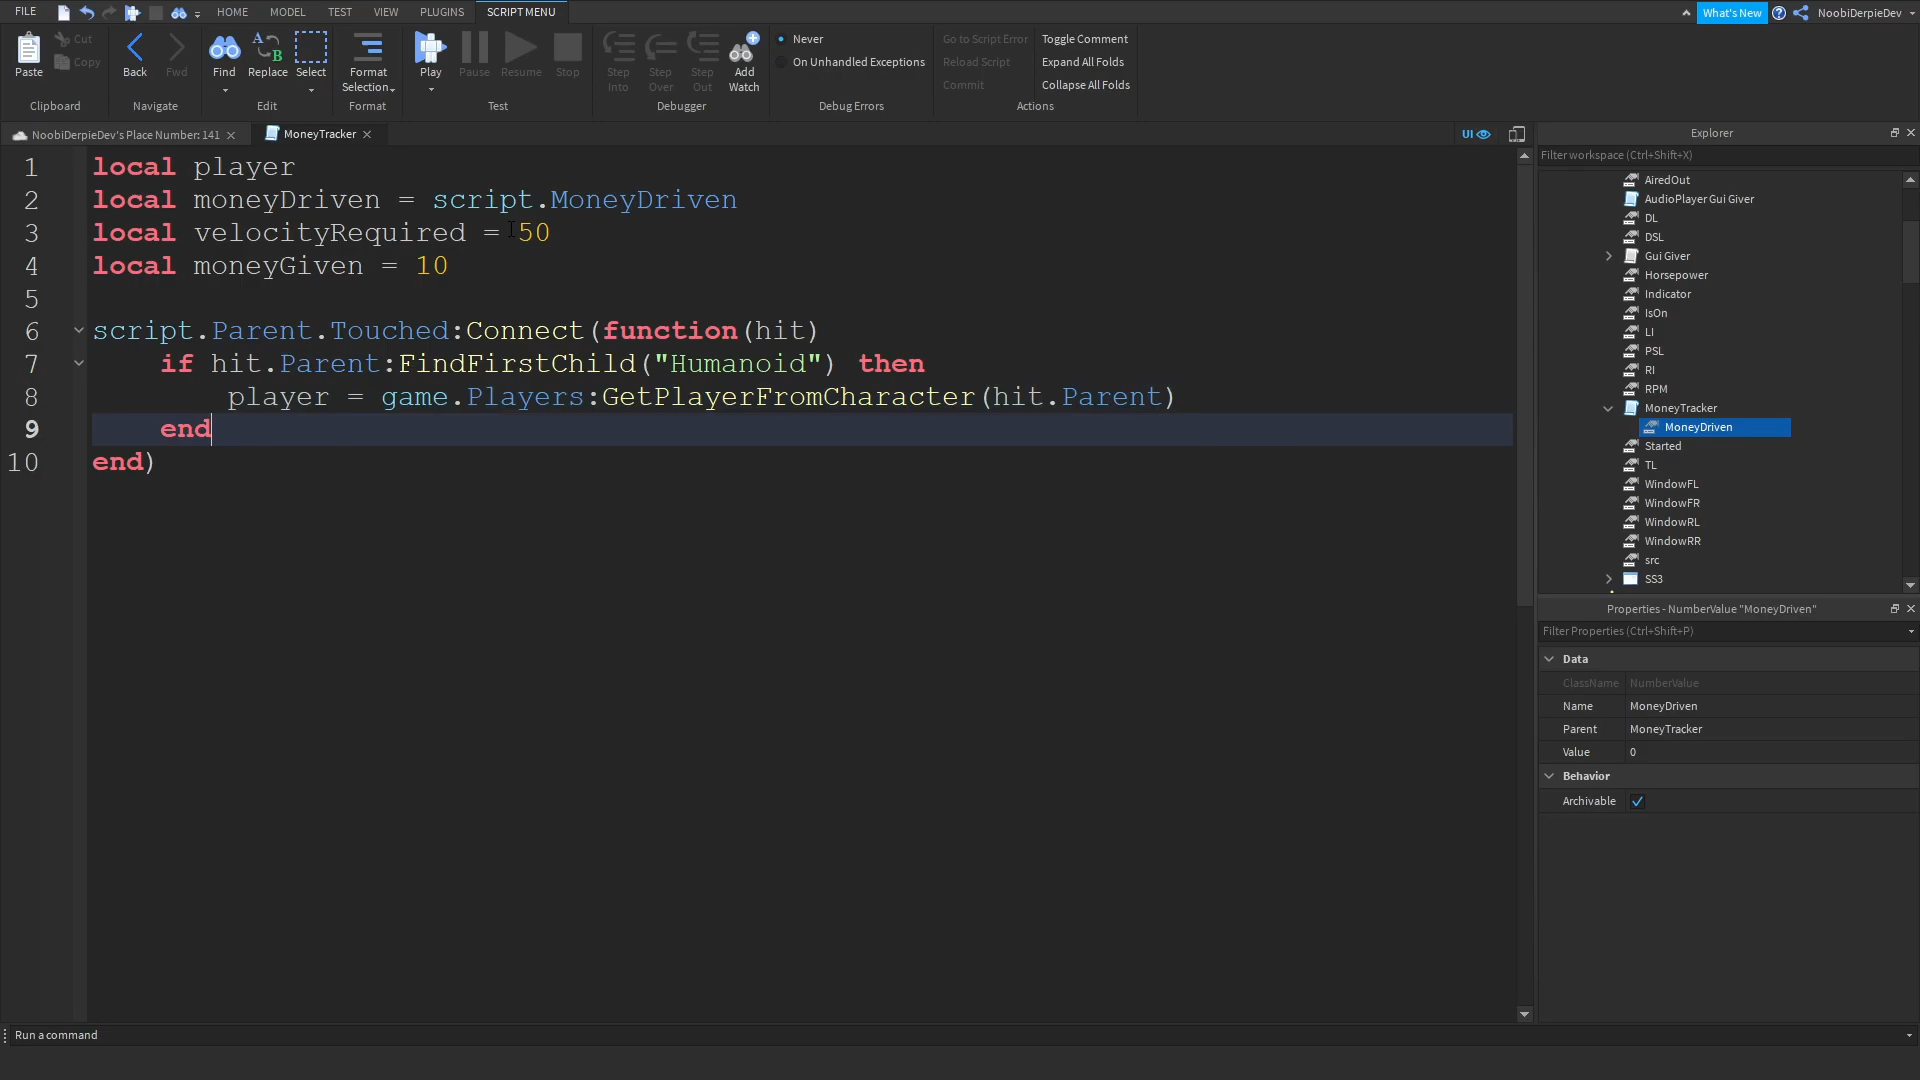 FILE HOME MODEL TEST VIEW PLUGINS SCRIPT MENU What's New NoobiDerpieDev
Paste Cut Copy Clipboard
Back Fwd Navigate
Find Replace Select Edit
Format Selection Format
Play Pause Resume Stop Test
Step Into Step Over Step Out Add Watch Debugger
Never
On Unhandled Exceptions
Debug Errors
Go to Script Error Toggle Comment
Reload Script Expand All Folds
Commit Collapse All Folds
Actions
NoobiDerpieDev's Place Number: 141 MoneyTracker UI
1 local player
2 local moneyDriven = script.MoneyDriven
3 local velocityRequired = 50
4 local moneyGiven = 10
5
6 script.Parent.Touched:Connect(function(hit)
7 if hit.Parent:FindFirstChild("Humanoid") then
8 player = game.Players:GetPlayerFromCharacter(hit.Parent)
9 end
10 end)
Explorer
Filter workspace (Ctrl+Shift+X)
AiredOut
AudioPlayer Gui Giver
DL
DSL
Gui Giver
Horsepower
Indicator
IsOn
LI
PSL
RI
RPM
MoneyTracker
MoneyDriven
Started
TL
WindowFL
WindowFR
WindowRL
WindowRR
src
SS3
Properties - NumberValue "MoneyDriven"
Filter Properties (Ctrl+Shift+P)
Data
ClassName NumberValue
Name MoneyDriven
Parent MoneyTracker
Value 0
Behavior
Archivable
Run a command